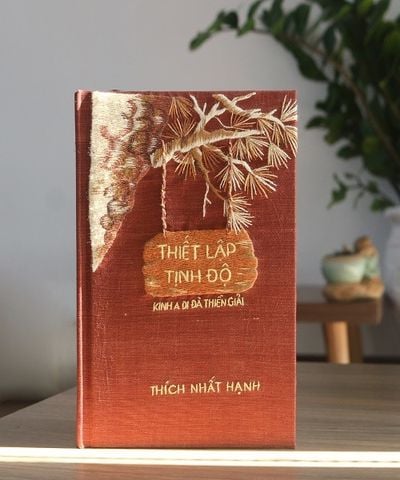 THIẾT LẬP
TỊNH ĐỘ
KINH A DI ĐÀ THIỀN GIẢI
THÍCH NHẤT HẠNH